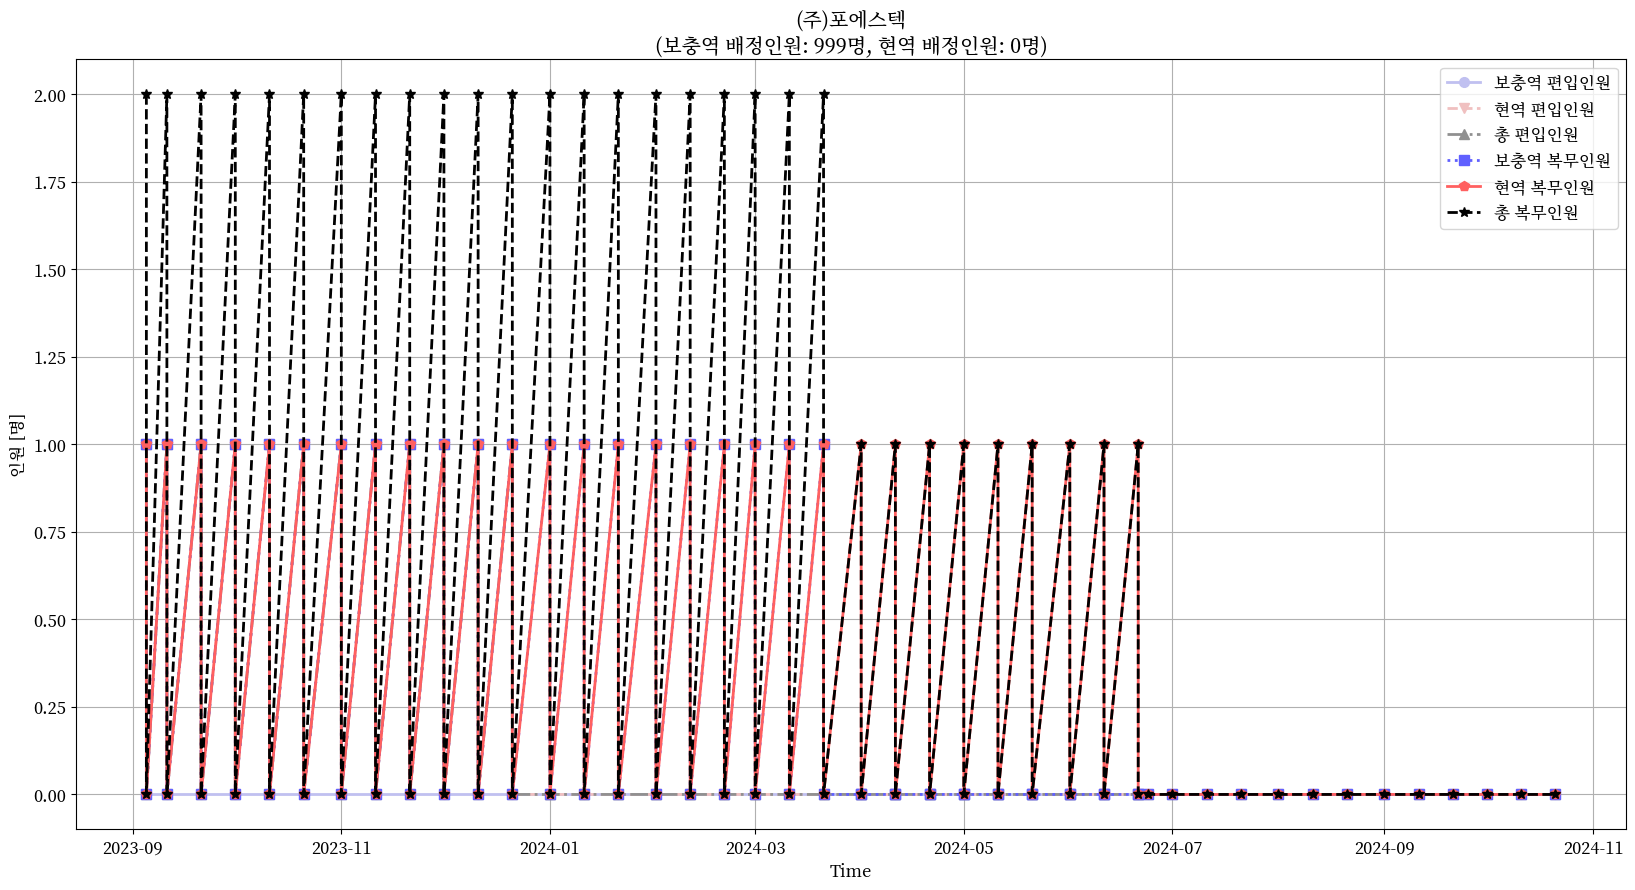 (주)포에스텍
(보충역 배정인원: 999명, 현역 배정인원: 0명)
보충역 편입인원
현역 편입인원
총 편입인원
보충역 복무인원
현역 복무인원
총 복무인원
2.00
1.75
1.50
1.25
1.00
0.75
0.50
0.25
0.00
인원 [명]
2023-09 2023-11 2024-01 2024-03 2024-05 2024-07 2024-09 2024-11
Time